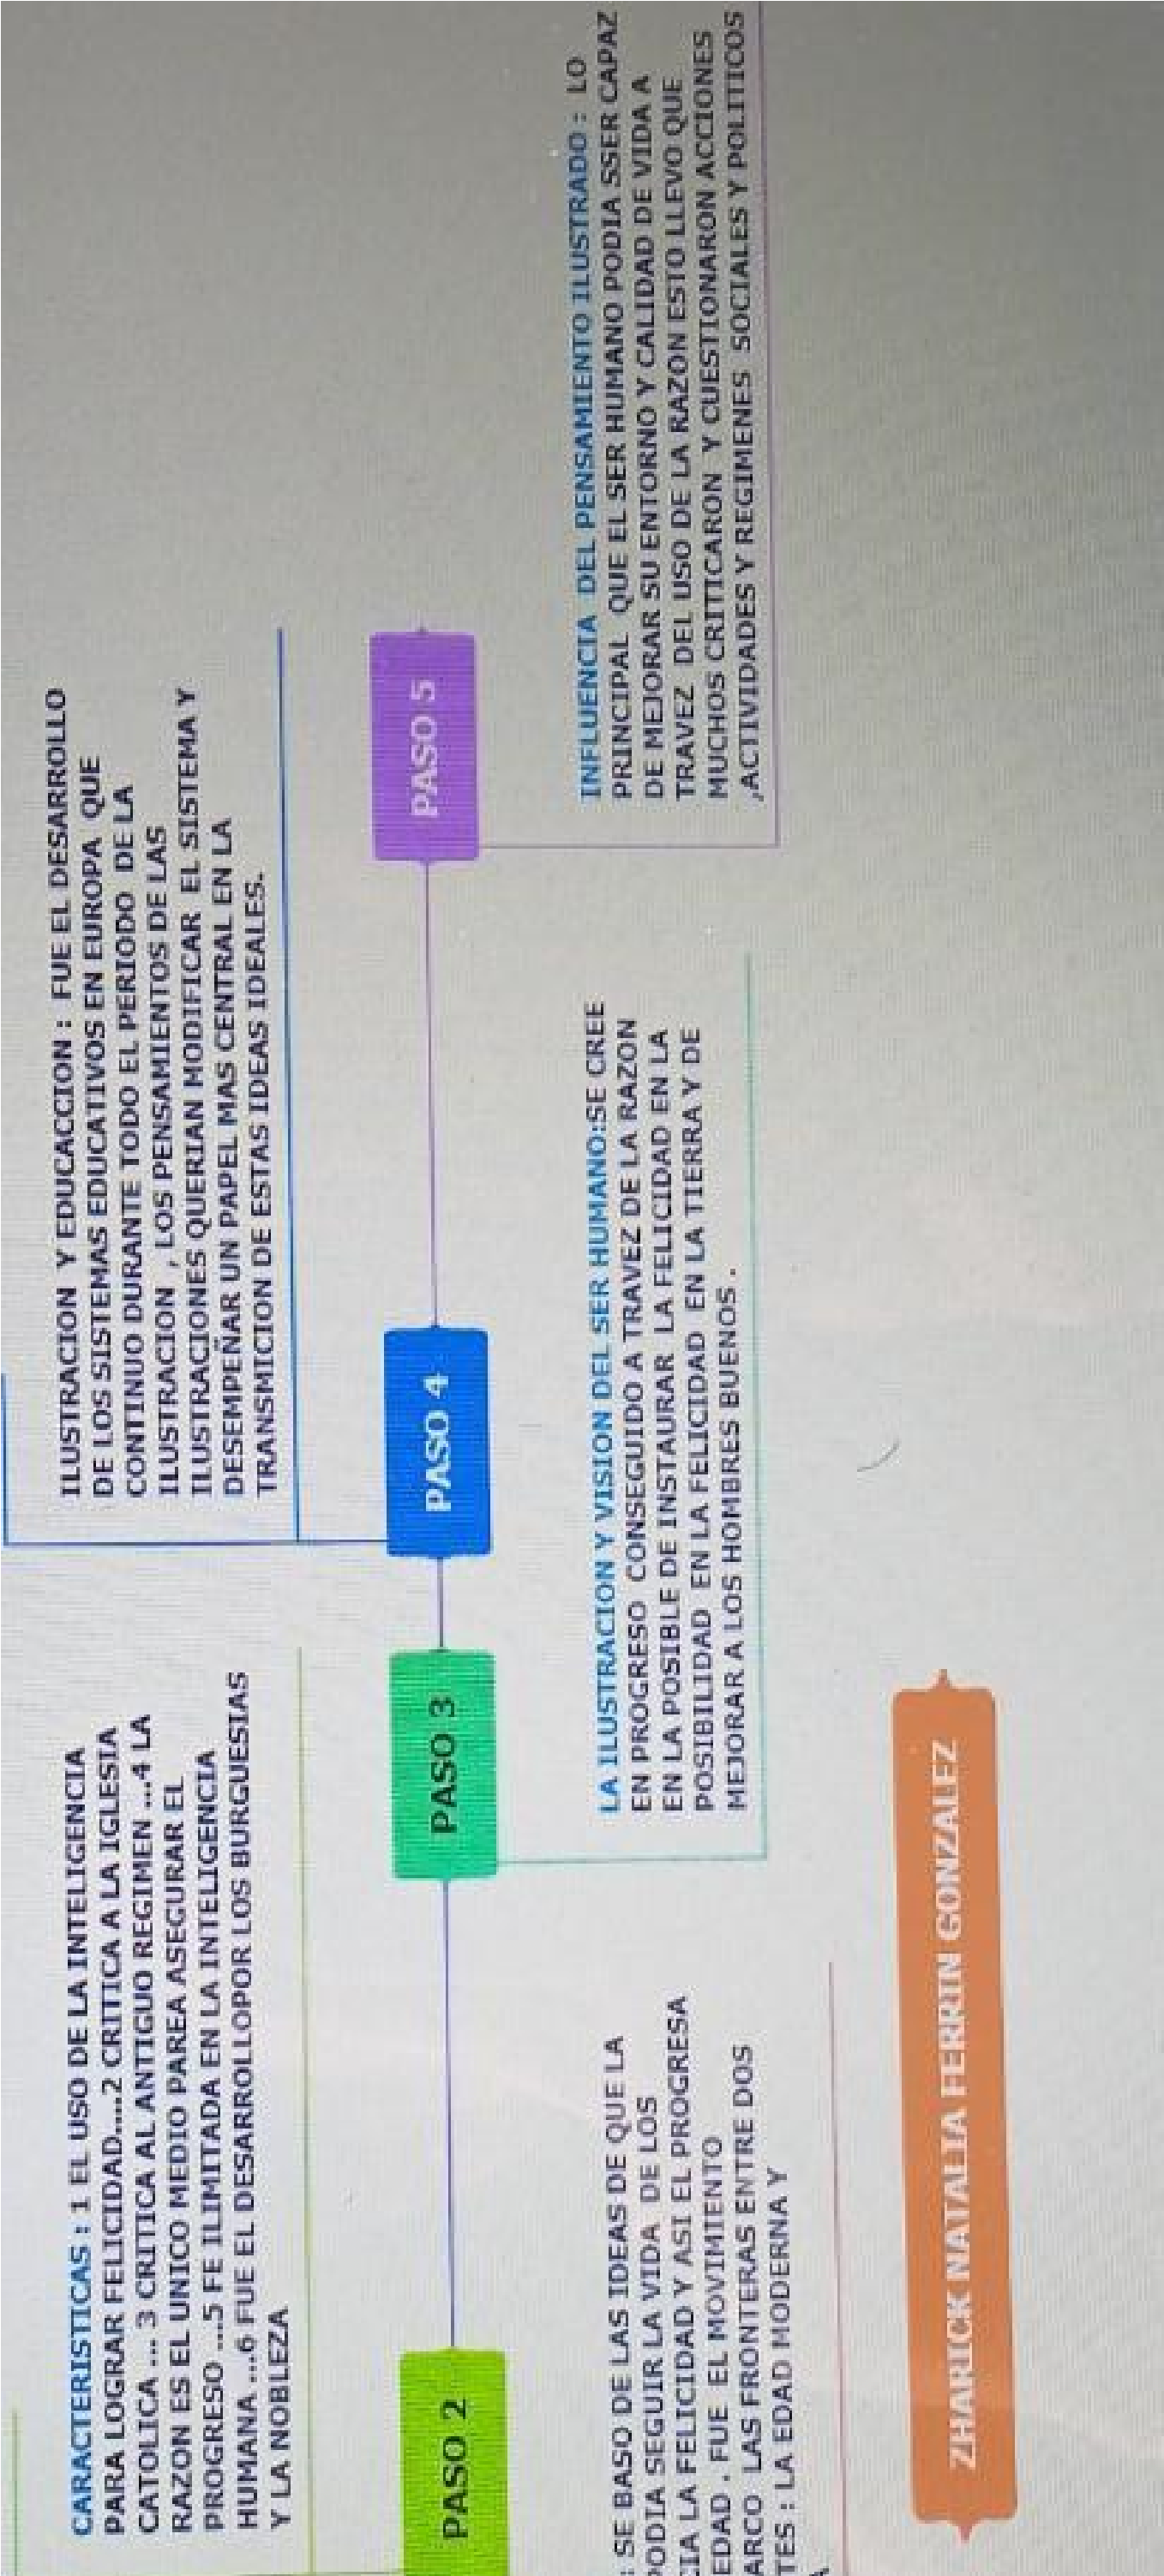 CARACTERISTICAS : 1 EL USO DE LA INTELIGENCIA
PARA LOGRAR FELICIDAD.....2 CRITICA A LA IGLESIA
CATOLICA ... 3 CRITICA AL ANTIGUO REGIMEN ...4 LA
RAZON ES EL UNICO MEDIO PAREA ASEGURAR EL
PROGRESO ...5 FE ILIMITADA EN LA INTELIGENCIA
HUMANA ...6 FUE EL DESARROLLOPOR LOS BURGUESIAS
Y LA NOBLEZA
ILUSTRACION Y EDUCACCION : FUE EL DESARROLLO
DE LOS SISTEMAS EDUCATIVOS EN EUROPA QUE
CONTINUO DURANTE TODO EL PERIODO DE LA
ILUSTRACION , LOS PENSAMIENTOS DE LAS
ILUSTRACIONES QUERIAN MODIFICAR EL SISTEMA Y
DESEMPEÑAR UN PAPEL MAS CENTRAL EN LA
TRANSMICION DE ESTAS IDEAS IDEALES.
PASO 2
PASO 3
PASO 4
PASO 5
: SE BASO DE LAS IDEAS DE QUE LA
PODIA SEGUIR LA VIDA DE LOS
CIA LA FELICIDAD Y ASI EL PROGRESA
EDAD . FUE EL MOVIMIENTO
ARCO LAS FRONTERAS ENTRE DOS
TES : LA EDAD MODERNA Y
A
LA ILUSTRACION Y VISION DEL SER HUMANO:SE CREE
EN PROGRESO CONSEGUIDO A TRAVEZ DE LA RAZON
EN LA POSIBLE DE INSTAURAR LA FELICIDAD EN LA
POSIBILIDAD EN LA FELICIDAD EN LA TIERRA Y DE
MEJORAR A LOS HOMBRES BUENOS .
INFLUENCIA DEL PENSAMIENTO ILUSTRADO : LO
PRINCIPAL QUE EL SER HUMANO PODIA SSER CAPAZ
DE MEJORAR SU ENTORNO Y CALIDAD DE VIDA A
TRAVEZ DEL USO DE LA RAZON ESTO LLEVO QUE
MUCHOS CRITICARON Y CUESTIONARON ACCIONES
,ACTIVIDADES Y REGIMENES SOCIALES Y POLITICOS
ZHARICK NATALIA FERRIN GONZALEZ